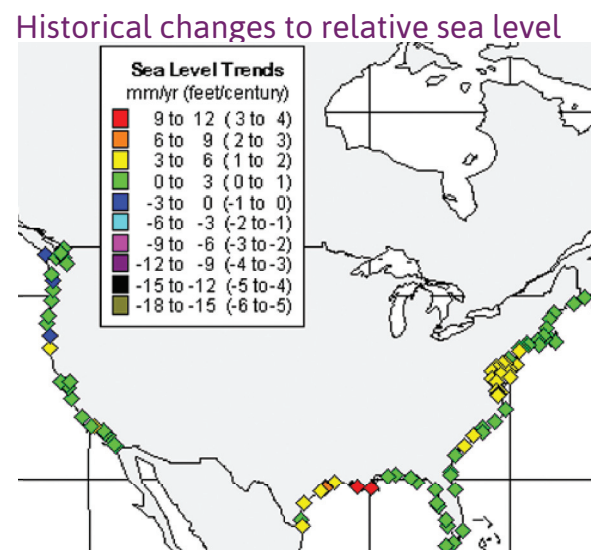 Historical changes to relative sea level
Sea Level Trends
mm/yr (feet/century)
9 to 12 (3 to 4)
6 to 9 (2 to 3)
3 to 6 (1 to 2)
0 to 3 (0 to 1)
-3 to 0 (-1 to 0)
-6 to -3 (-2 to -1)
-9 to -6 (-3 to -2)
-12 to -9 (-4 to -3)
-15 to -12 (-5 to -4)
-18 to -15 (-6 to -5)